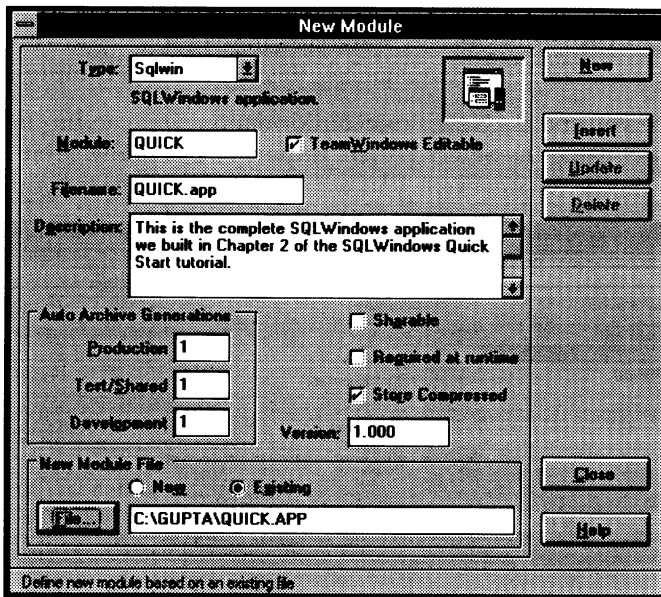 New Module
Type: Sqlwin
SQLWindows application.
New
Module: QUICK
TeamWindows Editable
Insert
Update
Filename: QUICK.app
Delete
Description: This is the complete SQLWindows application
we built in Chapter 2 of the SQLWindows Quick
Start tutorial.
Auto Archive Generations
Production 1
Test/Shared 1
Development 1
Sharable
Required at runtime
Store Compressed
Version: 1.000
New Module File
New Existing
Close
File... C:\GUPTA\QUICK.APP
Help
Define new module based on an existing file